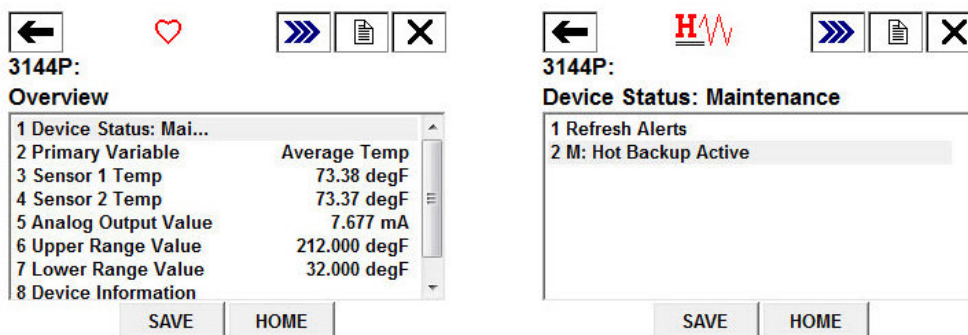 3144P:
Overview
1 Device Status: Mai...
2 Primary Variable Average Temp
3 Sensor 1 Temp 73.38 degF
4 Sensor 2 Temp 73.37 degF
5 Analog Output Value 7.677 mA
6 Upper Range Value 212.000 degF
7 Lower Range Value 32.000 degF
8 Device Information
SAVE HOME
H
3144P:
Device Status: Maintenance
1 Refresh Alerts
2 M: Hot Backup Active
SAVE HOME